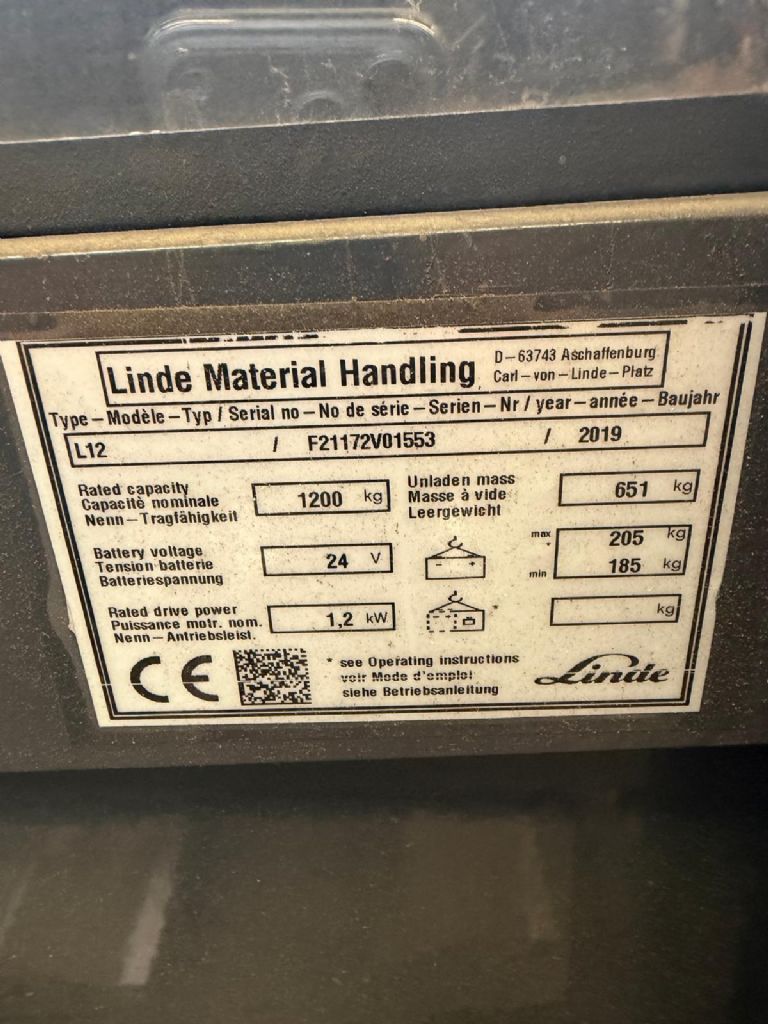 Linde Material Handling
D-63743 Aschaffenburg
Carl-von-Linde-Platz
Type-Modèle-Typ / Serial no-No de série-Serien-Nr / year-année-Baujahr
L12 / F21172V01553 / 2019
Rated capacity
Capacité nominale
Nenn-Tragfähigkeit
1200 kg
Unladen mass
Masse à vide
Leergewicht
651 kg
Battery voltage
Tension batterie
Batteriespannung
24 V
- +
max 205 kg
*
min 185 kg
Rated drive power
Puissance motr. nom.
Nenn-Antriebsleist.
1,2 kW
*
kg
CE
* see Operating instructions
voir Mode d'emploi
siehe Betriebsanleitung
Linde